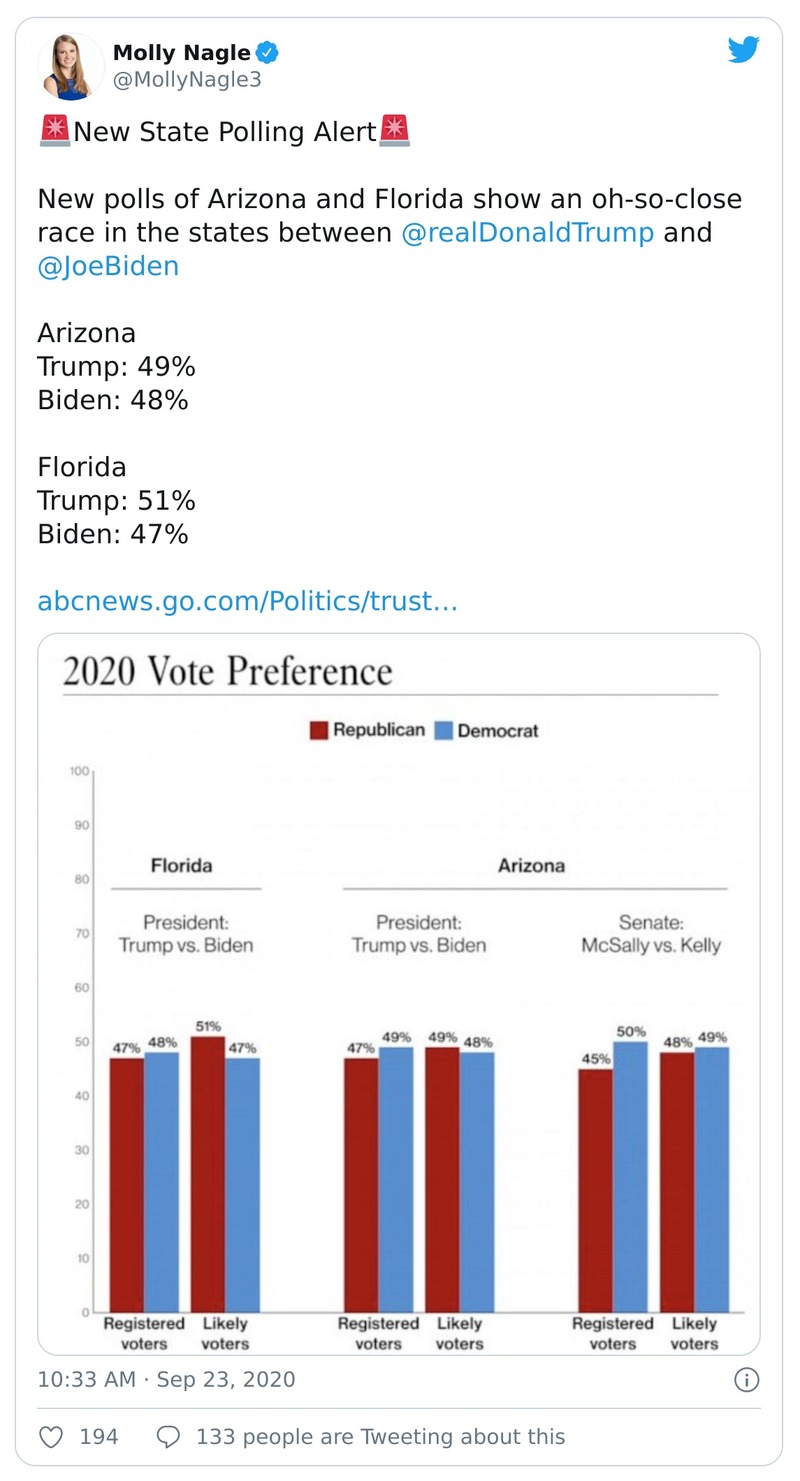 Molly Nagle
@MollyNagle3
🚨New State Polling Alert🚨
New polls of Arizona and Florida show an oh-so-close
race in the states between @realDonaldTrump and
@JoeBiden
Arizona
Trump: 49%
Biden: 48%
Florida
Trump: 51%
Biden: 47%
abcnews.go.com/Politics/trust…
2020 Vote Preference
Republican Democrat
100
90
80
70
60
50
40
30
20
10
0
Florida
President:
Trump vs. Biden
47% 48% 51% 47%
Registered voters
Likely voters
Arizona
President:
Trump vs. Biden
47% 49% 49% 48%
Registered voters
Likely voters
Senate:
McSally vs. Kelly
45% 50% 48% 49%
Registered voters
Likely voters
10:33 AM · Sep 23, 2020
194 133 people are Tweeting about this